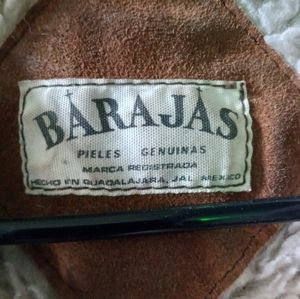 BARAJAS
PIELES GENUINAS
MARCA REGISTRADA
HECHO EN GUADALAJARA, JAL. MEXICO